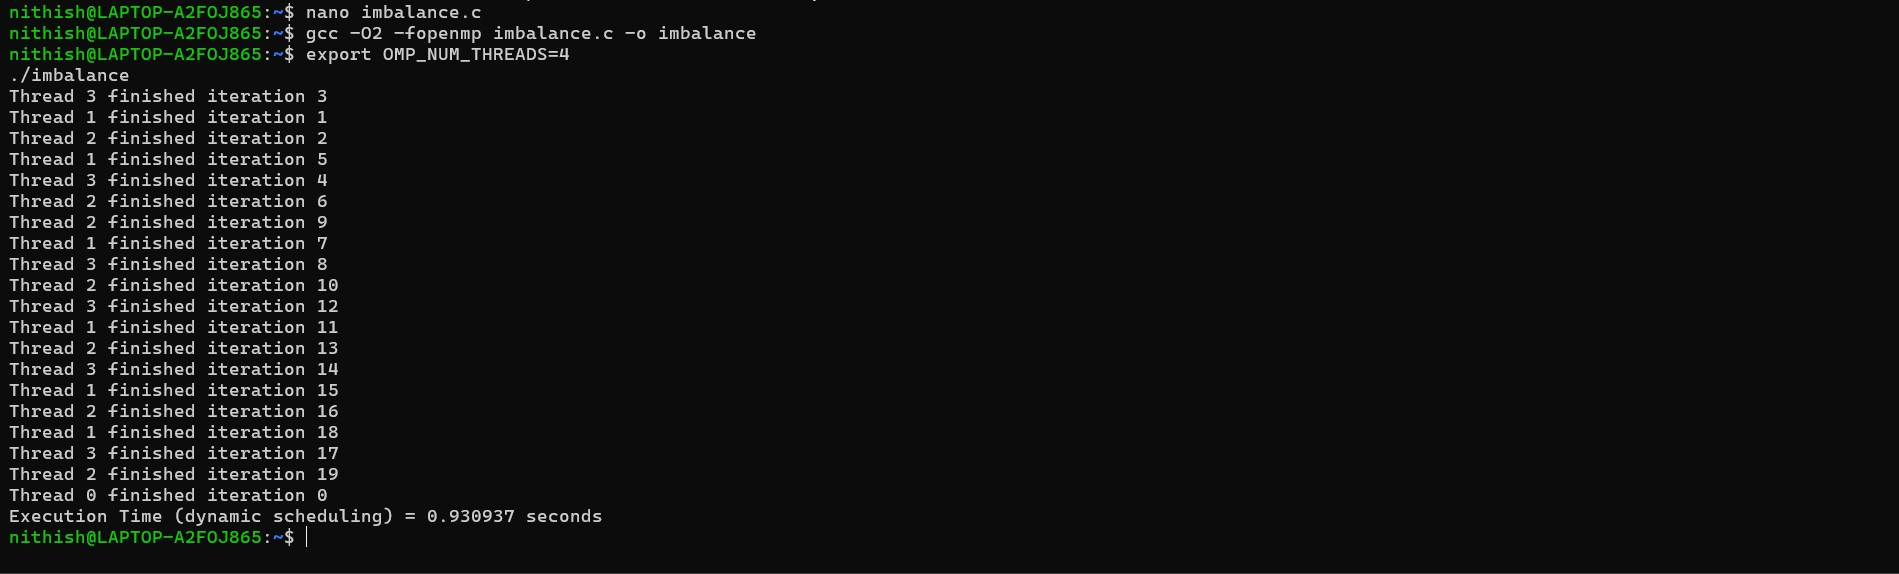 nithish@LAPTOP-A2FOJ865:~$ nano imbalance.c
nithish@LAPTOP-A2FOJ865:~$ gcc -O2 -fopenmp imbalance.c -o imbalance
nithish@LAPTOP-A2FOJ865:~$ export OMP_NUM_THREADS=4
./imbalance
Thread 3 finished iteration 3
Thread 1 finished iteration 1
Thread 2 finished iteration 2
Thread 1 finished iteration 5
Thread 3 finished iteration 4
Thread 2 finished iteration 6
Thread 2 finished iteration 9
Thread 1 finished iteration 7
Thread 3 finished iteration 8
Thread 2 finished iteration 10
Thread 3 finished iteration 12
Thread 1 finished iteration 11
Thread 2 finished iteration 13
Thread 3 finished iteration 14
Thread 1 finished iteration 15
Thread 2 finished iteration 16
Thread 1 finished iteration 18
Thread 3 finished iteration 17
Thread 2 finished iteration 19
Thread 0 finished iteration 0
Execution Time (dynamic scheduling) = 0.930937 seconds
nithish@LAPTOP-A2FOJ865:~$